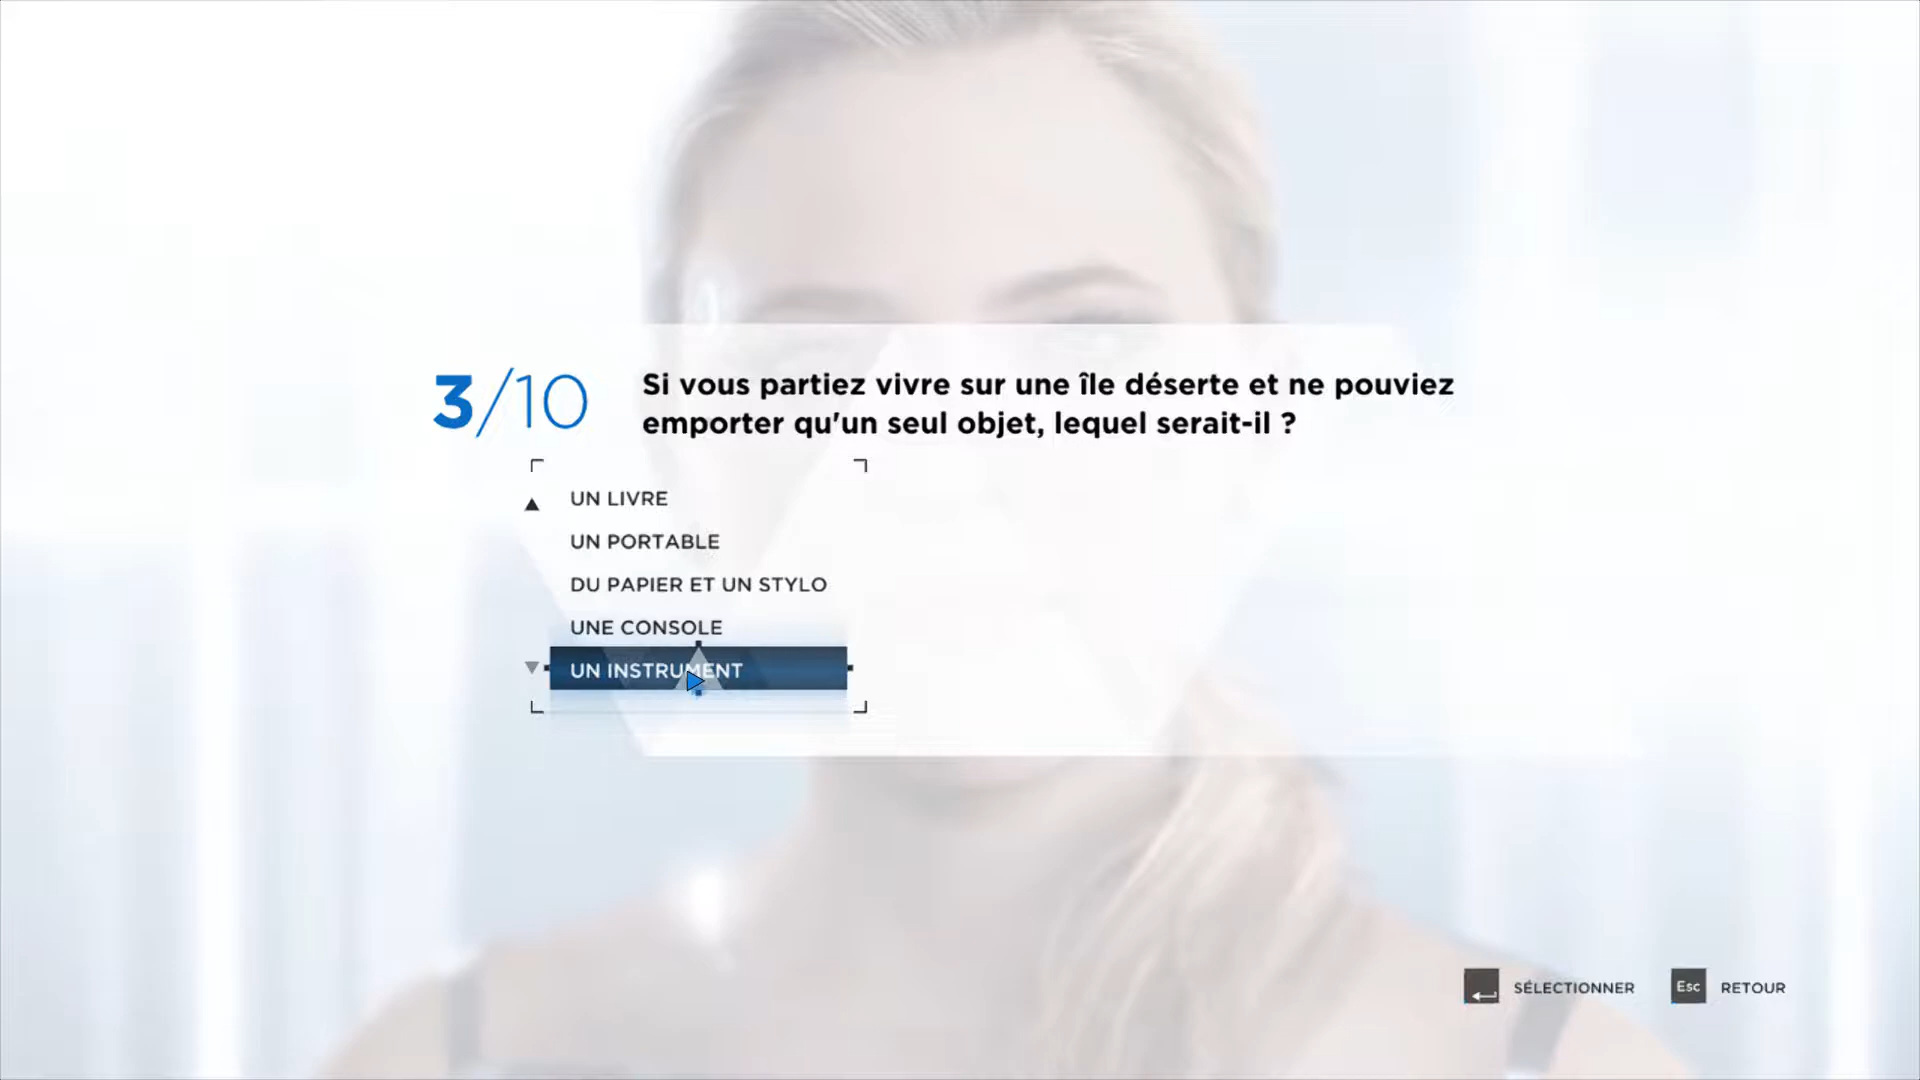 3/10
Si vous partiez vivre sur une île déserte et ne pouviez
emporter qu'un seul objet, lequel serait-il ?
UN LIVRE
UN PORTABLE
DU PAPIER ET UN STYLO
UNE CONSOLE
UN INSTRUMENT
SÉLECTIONNER
Esc RETOUR